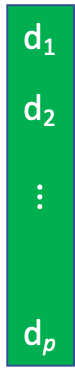 d₁
d₂
⋮
dₚ